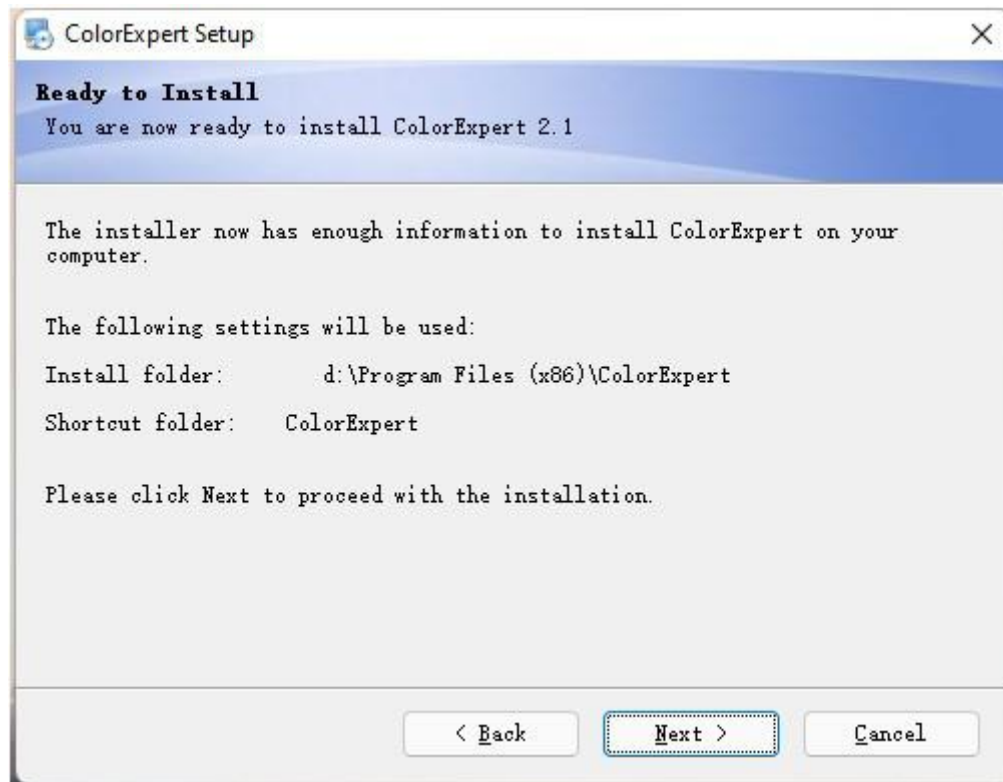 ColorExpert Setup
Ready to Install
You are now ready to install ColorExpert 2.1
The installer now has enough information to install ColorExpert on your
computer.
The following settings will be used:
Install folder: d:\Program Files (x86)\ColorExpert
Shortcut folder: ColorExpert
Please click Next to proceed with the installation.
< Back Next > Cancel